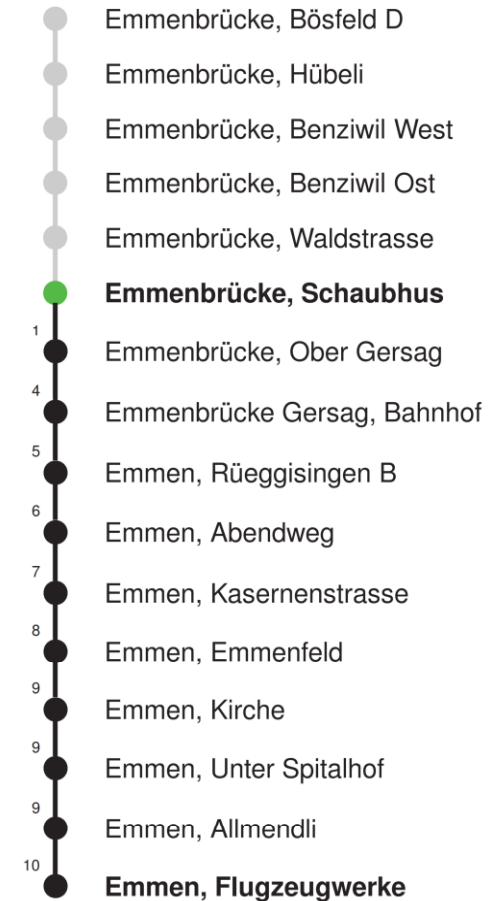 Emmenbrücke, Bösfeld D
Emmenbrücke, Hübeli
Emmenbrücke, Benziwil West
Emmenbrücke, Benziwil Ost
Emmenbrücke, Waldstrasse
Emmenbrücke, Schaubhus
1 Emmenbrücke, Ober Gersag
4 Emmenbrücke Gersag, Bahnhof
5 Emmen, Rüeggisingen B
6 Emmen, Abendweg
7 Emmen, Kasernenstrasse
8 Emmen, Emmenfeld
9 Emmen, Kirche
9 Emmen, Unter Spitalhof
9 Emmen, Allmendli
10 Emmen, Flugzeugwerke